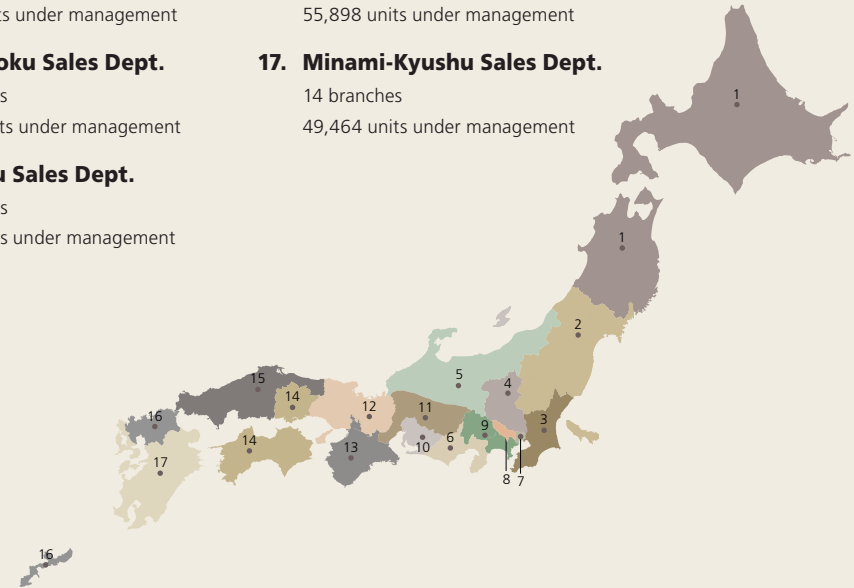 under management
Sales Dept.
under management
Sales Dept.
under management
55,898 units under management
17. Minami-Kyushu Sales Dept.
14 branches
49,464 units under management
1
1
2
5
4
15
14
12
11
3
16
9
14
6
13
10
17
8
7
16